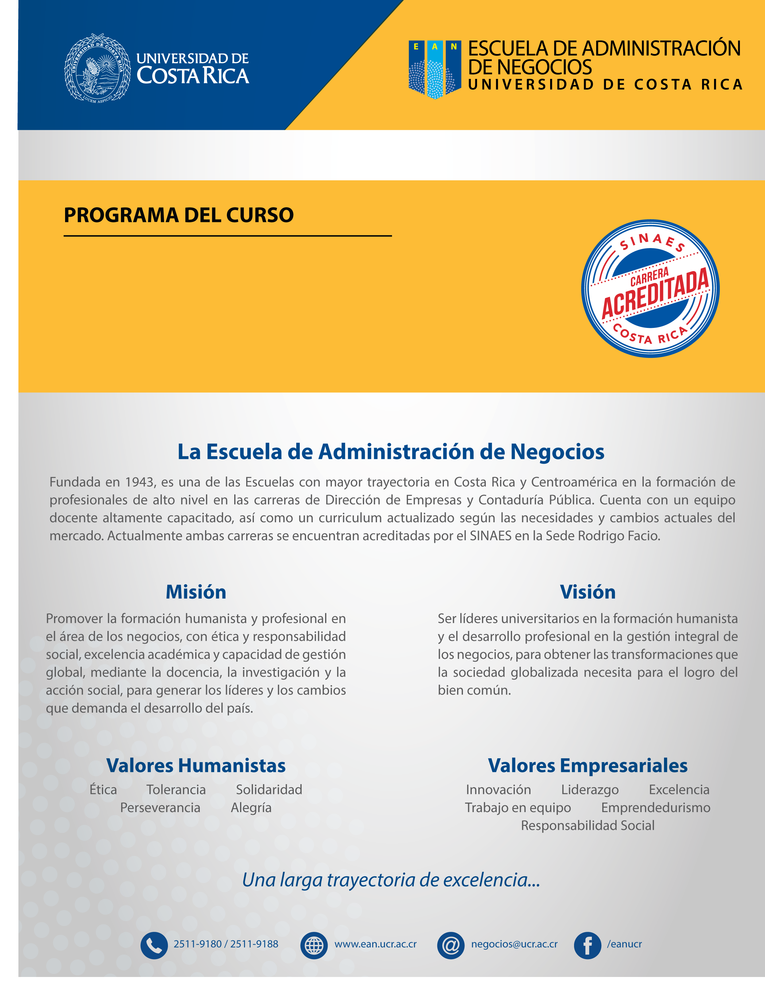 UNIVERSIDAD DE COSTA RICA
LUCEM ASPICIO
UNIVERSIDAD DE
COSTA RICA
E A N
ESCUELA DE ADMINISTRACIÓN
DE NEGOCIOS
UNIVERSIDAD DE COSTA RICA
PROGRAMA DEL CURSO
SINAES
CARRERA
ACREDITADA
COSTA RICA
La Escuela de Administración de Negocios
Fundada en 1943, es una de las Escuelas con mayor trayectoria en Costa Rica y Centroamérica en la formación de
profesionales de alto nivel en las carreras de Dirección de Empresas y Contaduría Pública. Cuenta con un equipo
docente altamente capacitado, así como un curriculum actualizado según las necesidades y cambios actuales del
mercado. Actualmente ambas carreras se encuentran acreditadas por el SINAES en la Sede Rodrigo Facio.
Misión
Promover la formación humanista y profesional en
el área de los negocios, con ética y responsabilidad
social, excelencia académica y capacidad de gestión
global, mediante la docencia, la investigación y la
acción social, para generar los líderes y los cambios
que demanda el desarrollo del país.
Visión
Ser líderes universitarios en la formación humanista
y el desarrollo profesional en la gestión integral de
los negocios, para obtener las transformaciones que
la sociedad globalizada necesita para el logro del
bien común.
Valores Humanistas
Ética Tolerancia Solidaridad
Perseverancia Alegría
Valores Empresariales
Innovación Liderazgo Excelencia
Trabajo en equipo Emprendedurismo
Responsabilidad Social
Una larga trayectoria de excelencia...
2511-9180 / 2511-9188 www.ean.ucr.ac.cr negocios@ucr.ac.cr /eanucr